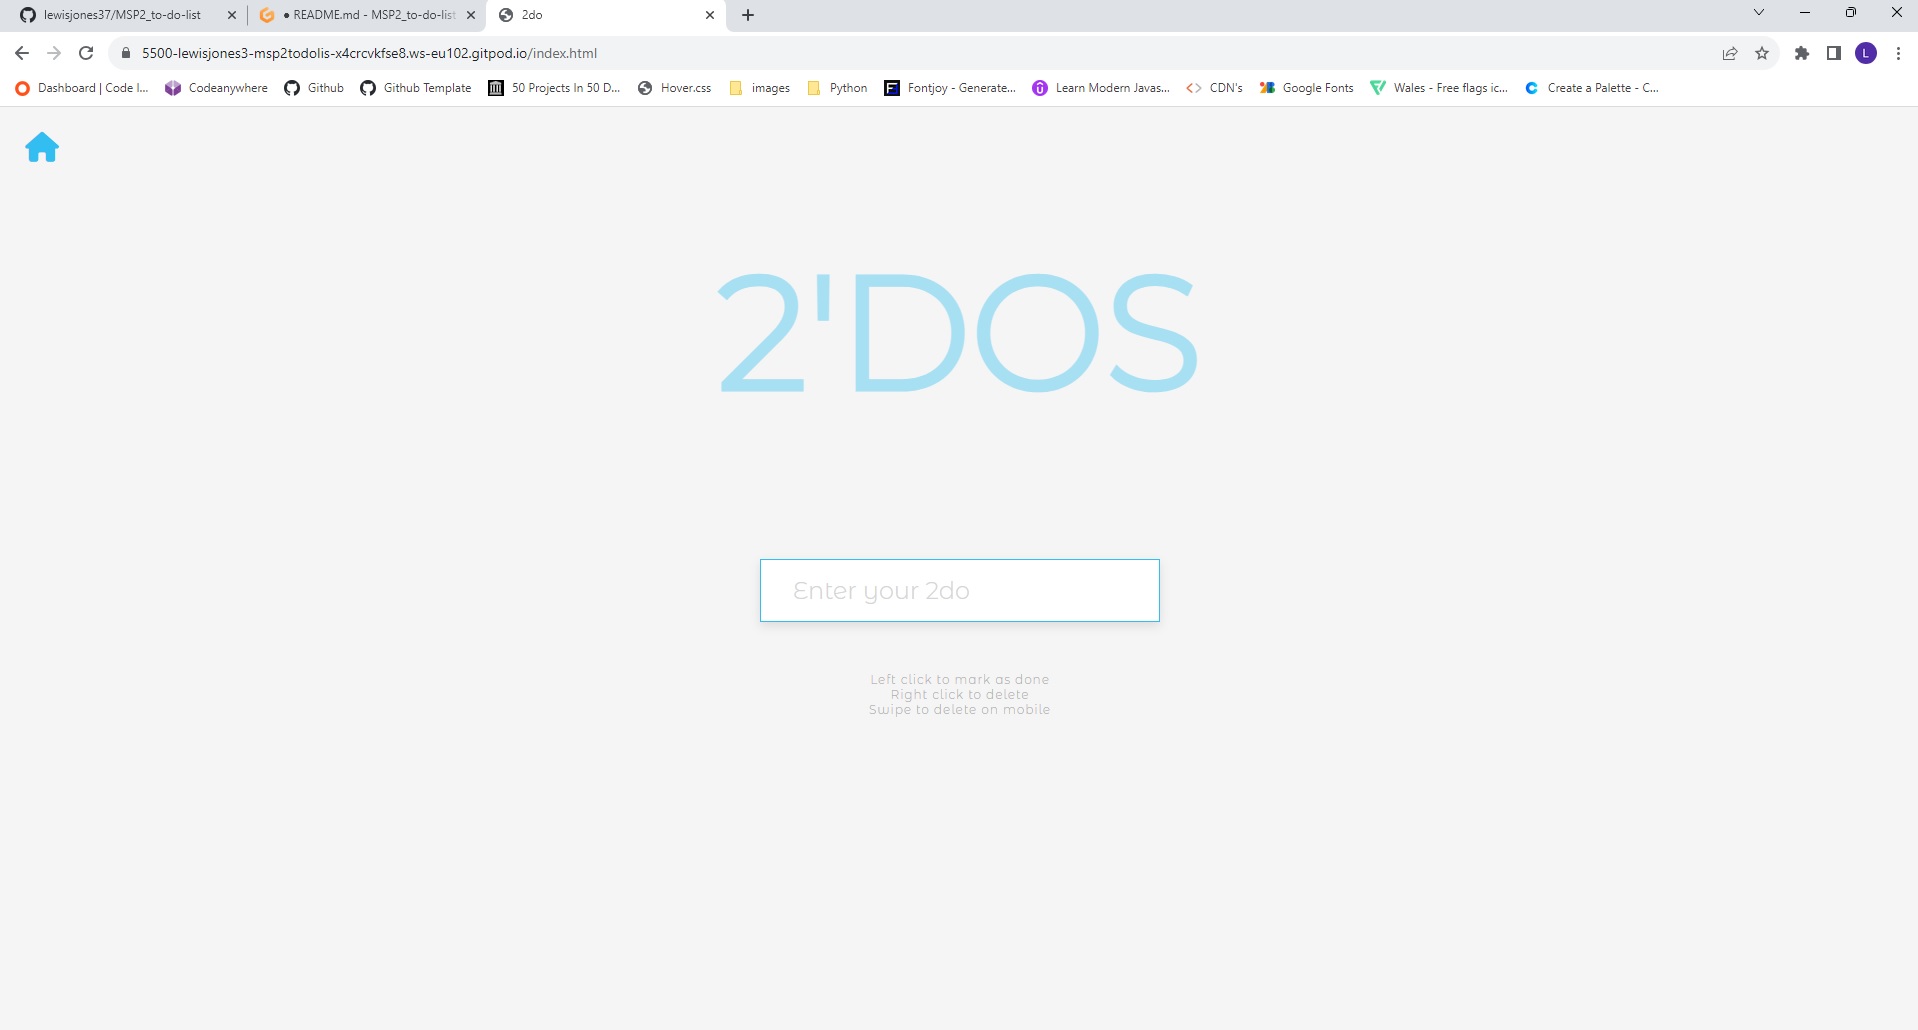 lewisjones37/MSP2_to-do-list
● README.md - MSP2_to-do-list
2do
5500-lewisjones3-msp2todolis-x4crcvkfse8.ws-eu102.gitpod.io/index.html
L
Dashboard | Code I...
Codeanywhere
Github
Github Template
50 Projects In 50 D...
Hover.css
images
Python
Fontjoy - Generate...
Learn Modern Javas...
CDN's
Google Fonts
Wales - Free flags ic...
Create a Palette - C...
2'DOS
Enter your 2do
Left click to mark as done
Right click to delete
Swipe to delete on mobile